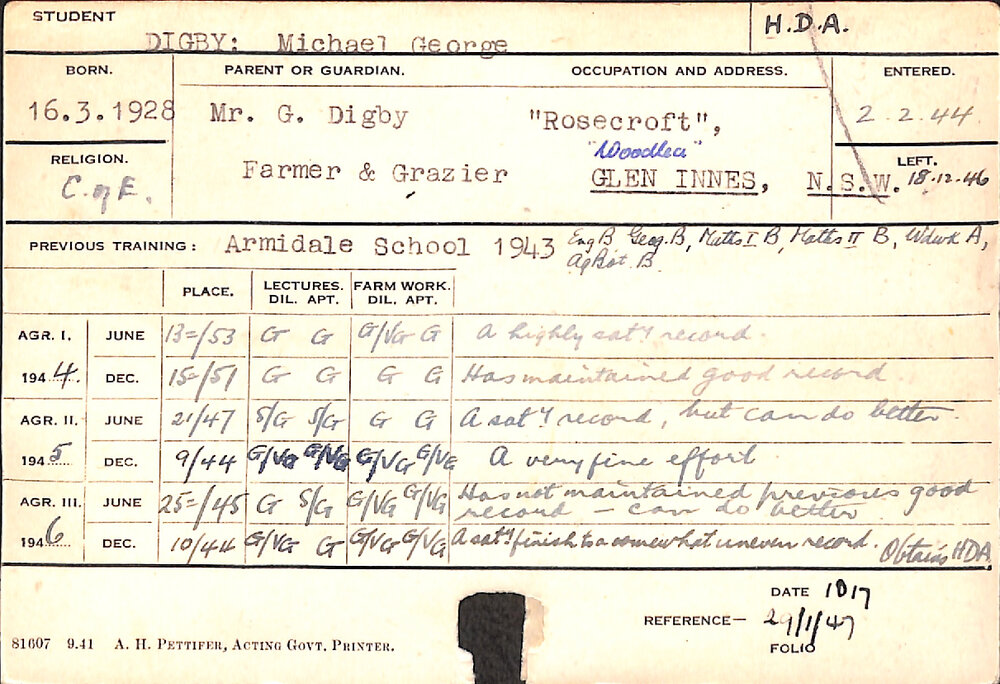 STUDENT
DIGBY: Michael George
H.D.A.
BORN. PARENT OR GUARDIAN. OCCUPATION AND ADDRESS. ENTERED.
16.3.1928 Mr. G. Digby "Rosecroft", 2.2.44
"Woodlea"
RELIGION. LEFT.
C. of E. Farmer & Grazier GLEN INNES, N.S.W. 18.12.46
PREVIOUS TRAINING: Armidale School 1943 Eng B, Geog. B, Maths I B, Maths II B, Wdwk A,
Ag Bot. B.
PLACE. LECTURES. FARM WORK.
DIL. APT. DIL. APT.
AGR. I. JUNE 13=/53 G G G/VG G A highly saty record.
1944 DEC. 15=/51 G G G G Has maintained good record
AGR. II. JUNE 21/47 S/G S/G G G A saty record, but can do better.
1945 DEC. 9/44 G/VG G/VG G/VG G/VG A very fine effort
AGR. III. JUNE 25=/45 G S/G G/VG G/VG Has not maintained previous good
record – can do better
1946 DEC. 10/44 G/VG G G/VG G/VG A saty finish to a somewhat uneven record. Obtains HDA
DATE 1017
REFERENCE— 29/1/47
FOLIO
81607 9.41 A. H. PETTIFER, ACTING GOVT. PRINTER.